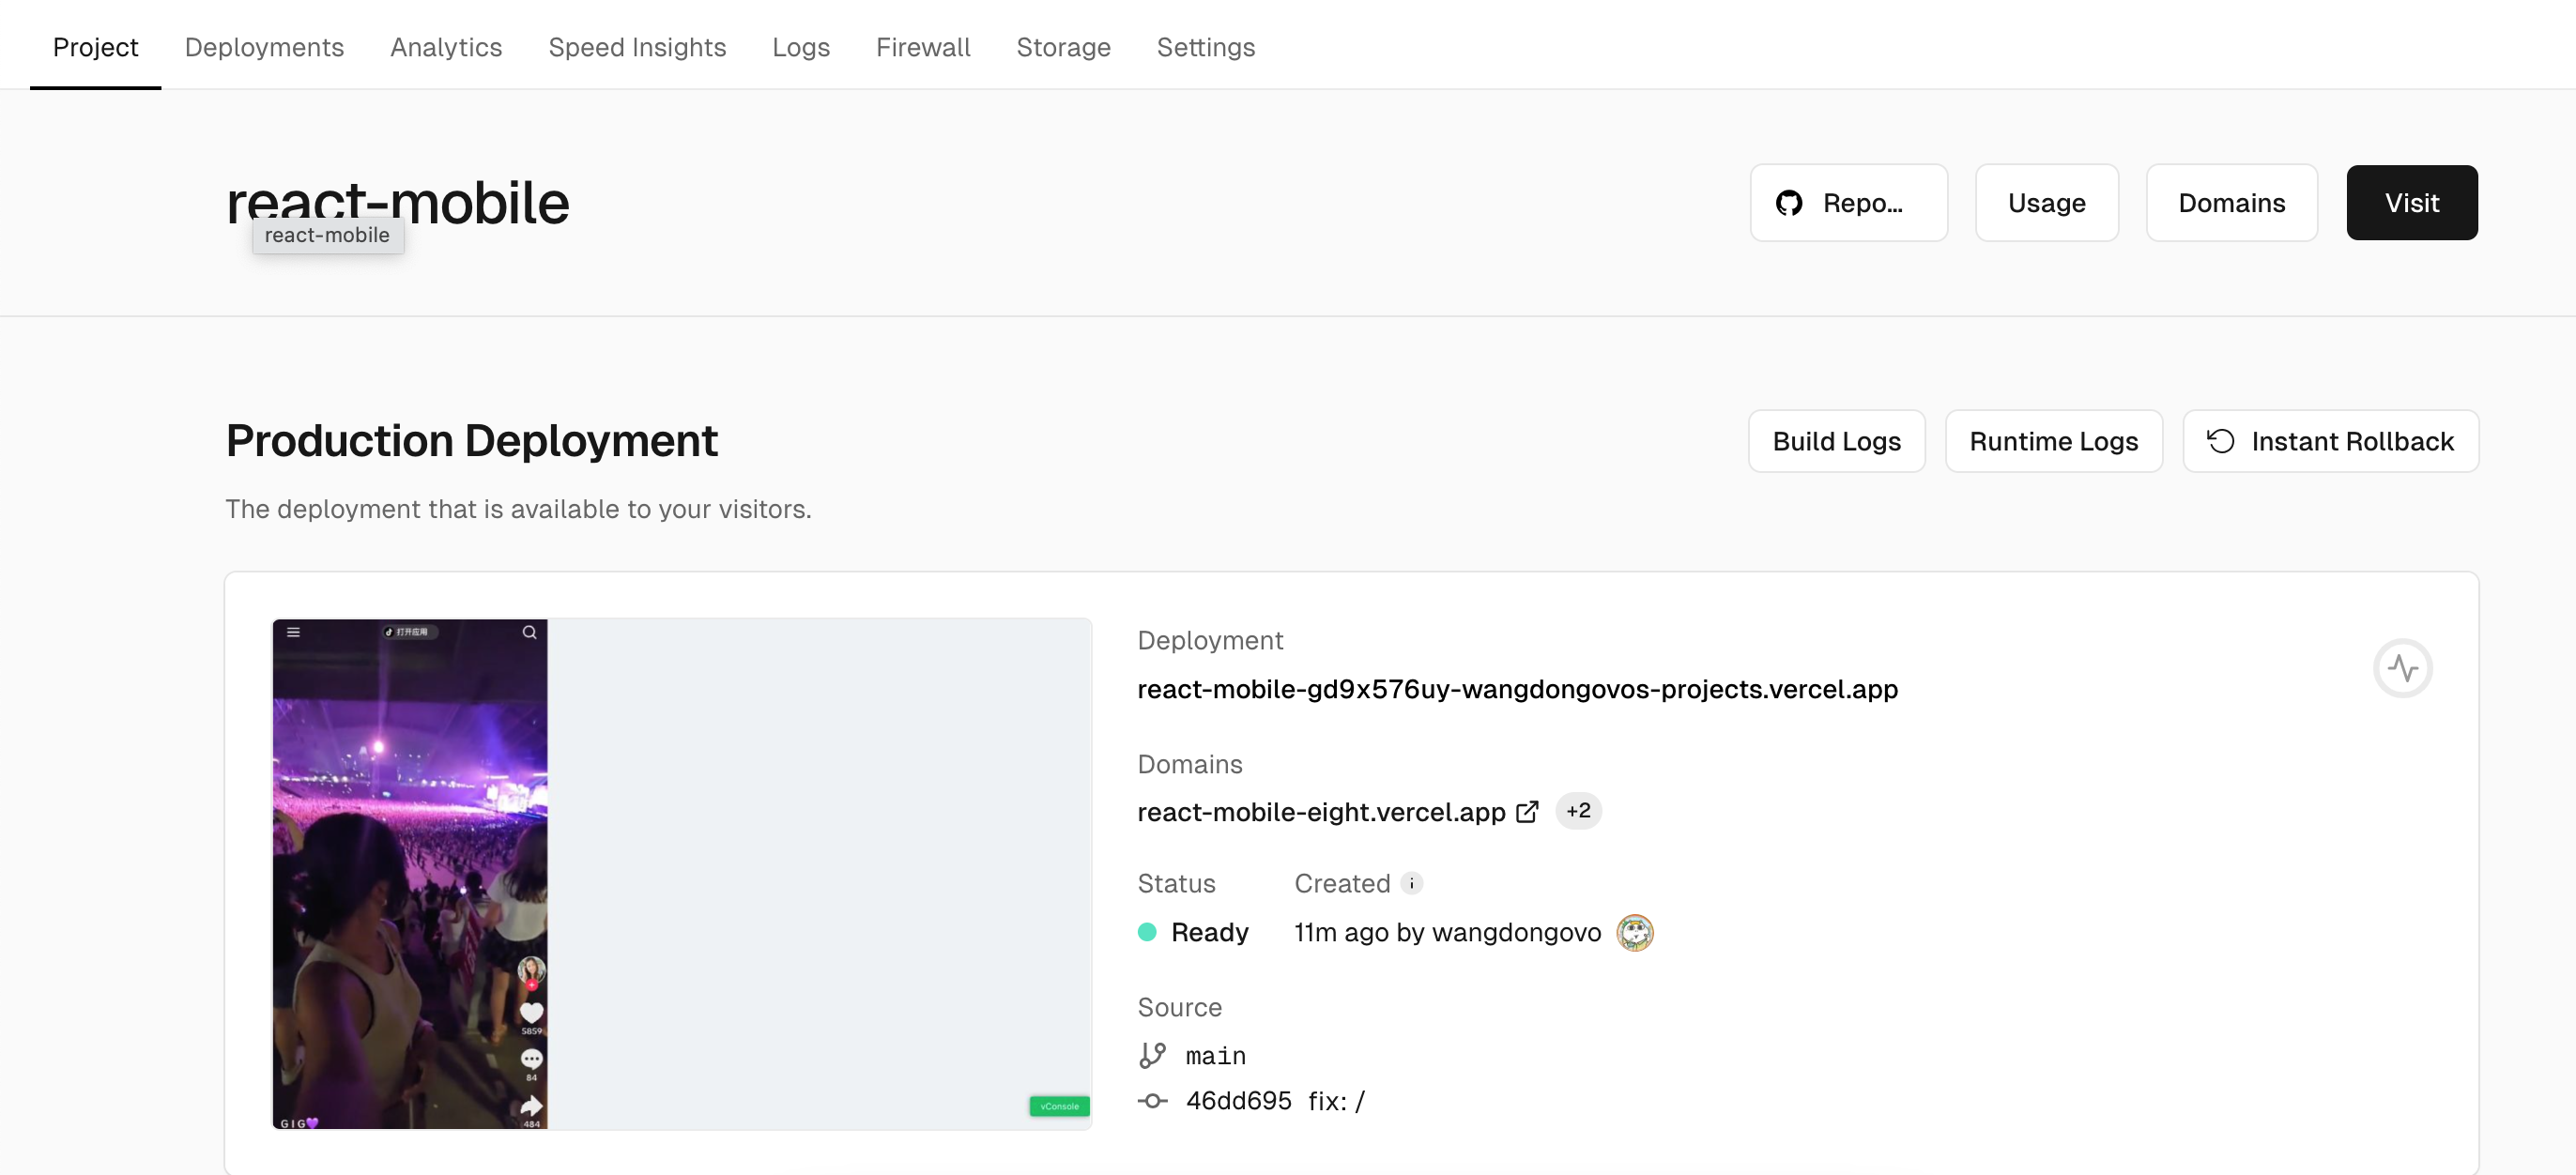 Project Deployments Analytics Speed Insights Logs Firewall Storage Settings
react-mobile
react-mobile
Repo... Usage Domains Visit
Production Deployment
Build Logs Runtime Logs Instant Rollback
The deployment that is available to your visitors.
打开应用
5859
84
484
GIG💜
vConsole
Deployment
react-mobile-gd9x576uy-wangdongovos-projects.vercel.app
Domains
react-mobile-eight.vercel.app +2
Status Created
Ready 11m ago by wangdongovo
Source
main
46dd695 fix: /